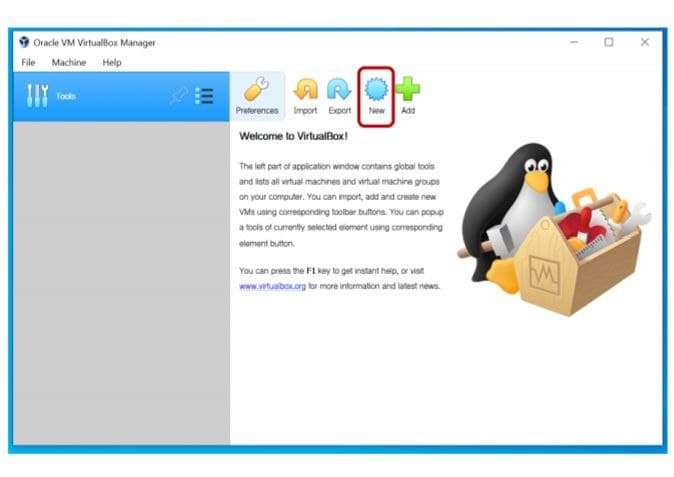 Oracle VM VirtualBox Manager
File Machine Help
Tools
Preferences Import Export New Add
Welcome to VirtualBox!
The left part of application window contains global tools
and lists all virtual machines and virtual machine groups
on your computer. You can import, add and create new
VMs using corresponding toolbar buttons. You can popup
a tools of currently selected element using corresponding
element button.
You can press the F1 key to get instant help, or visit
www.virtualbox.org for more information and latest news.